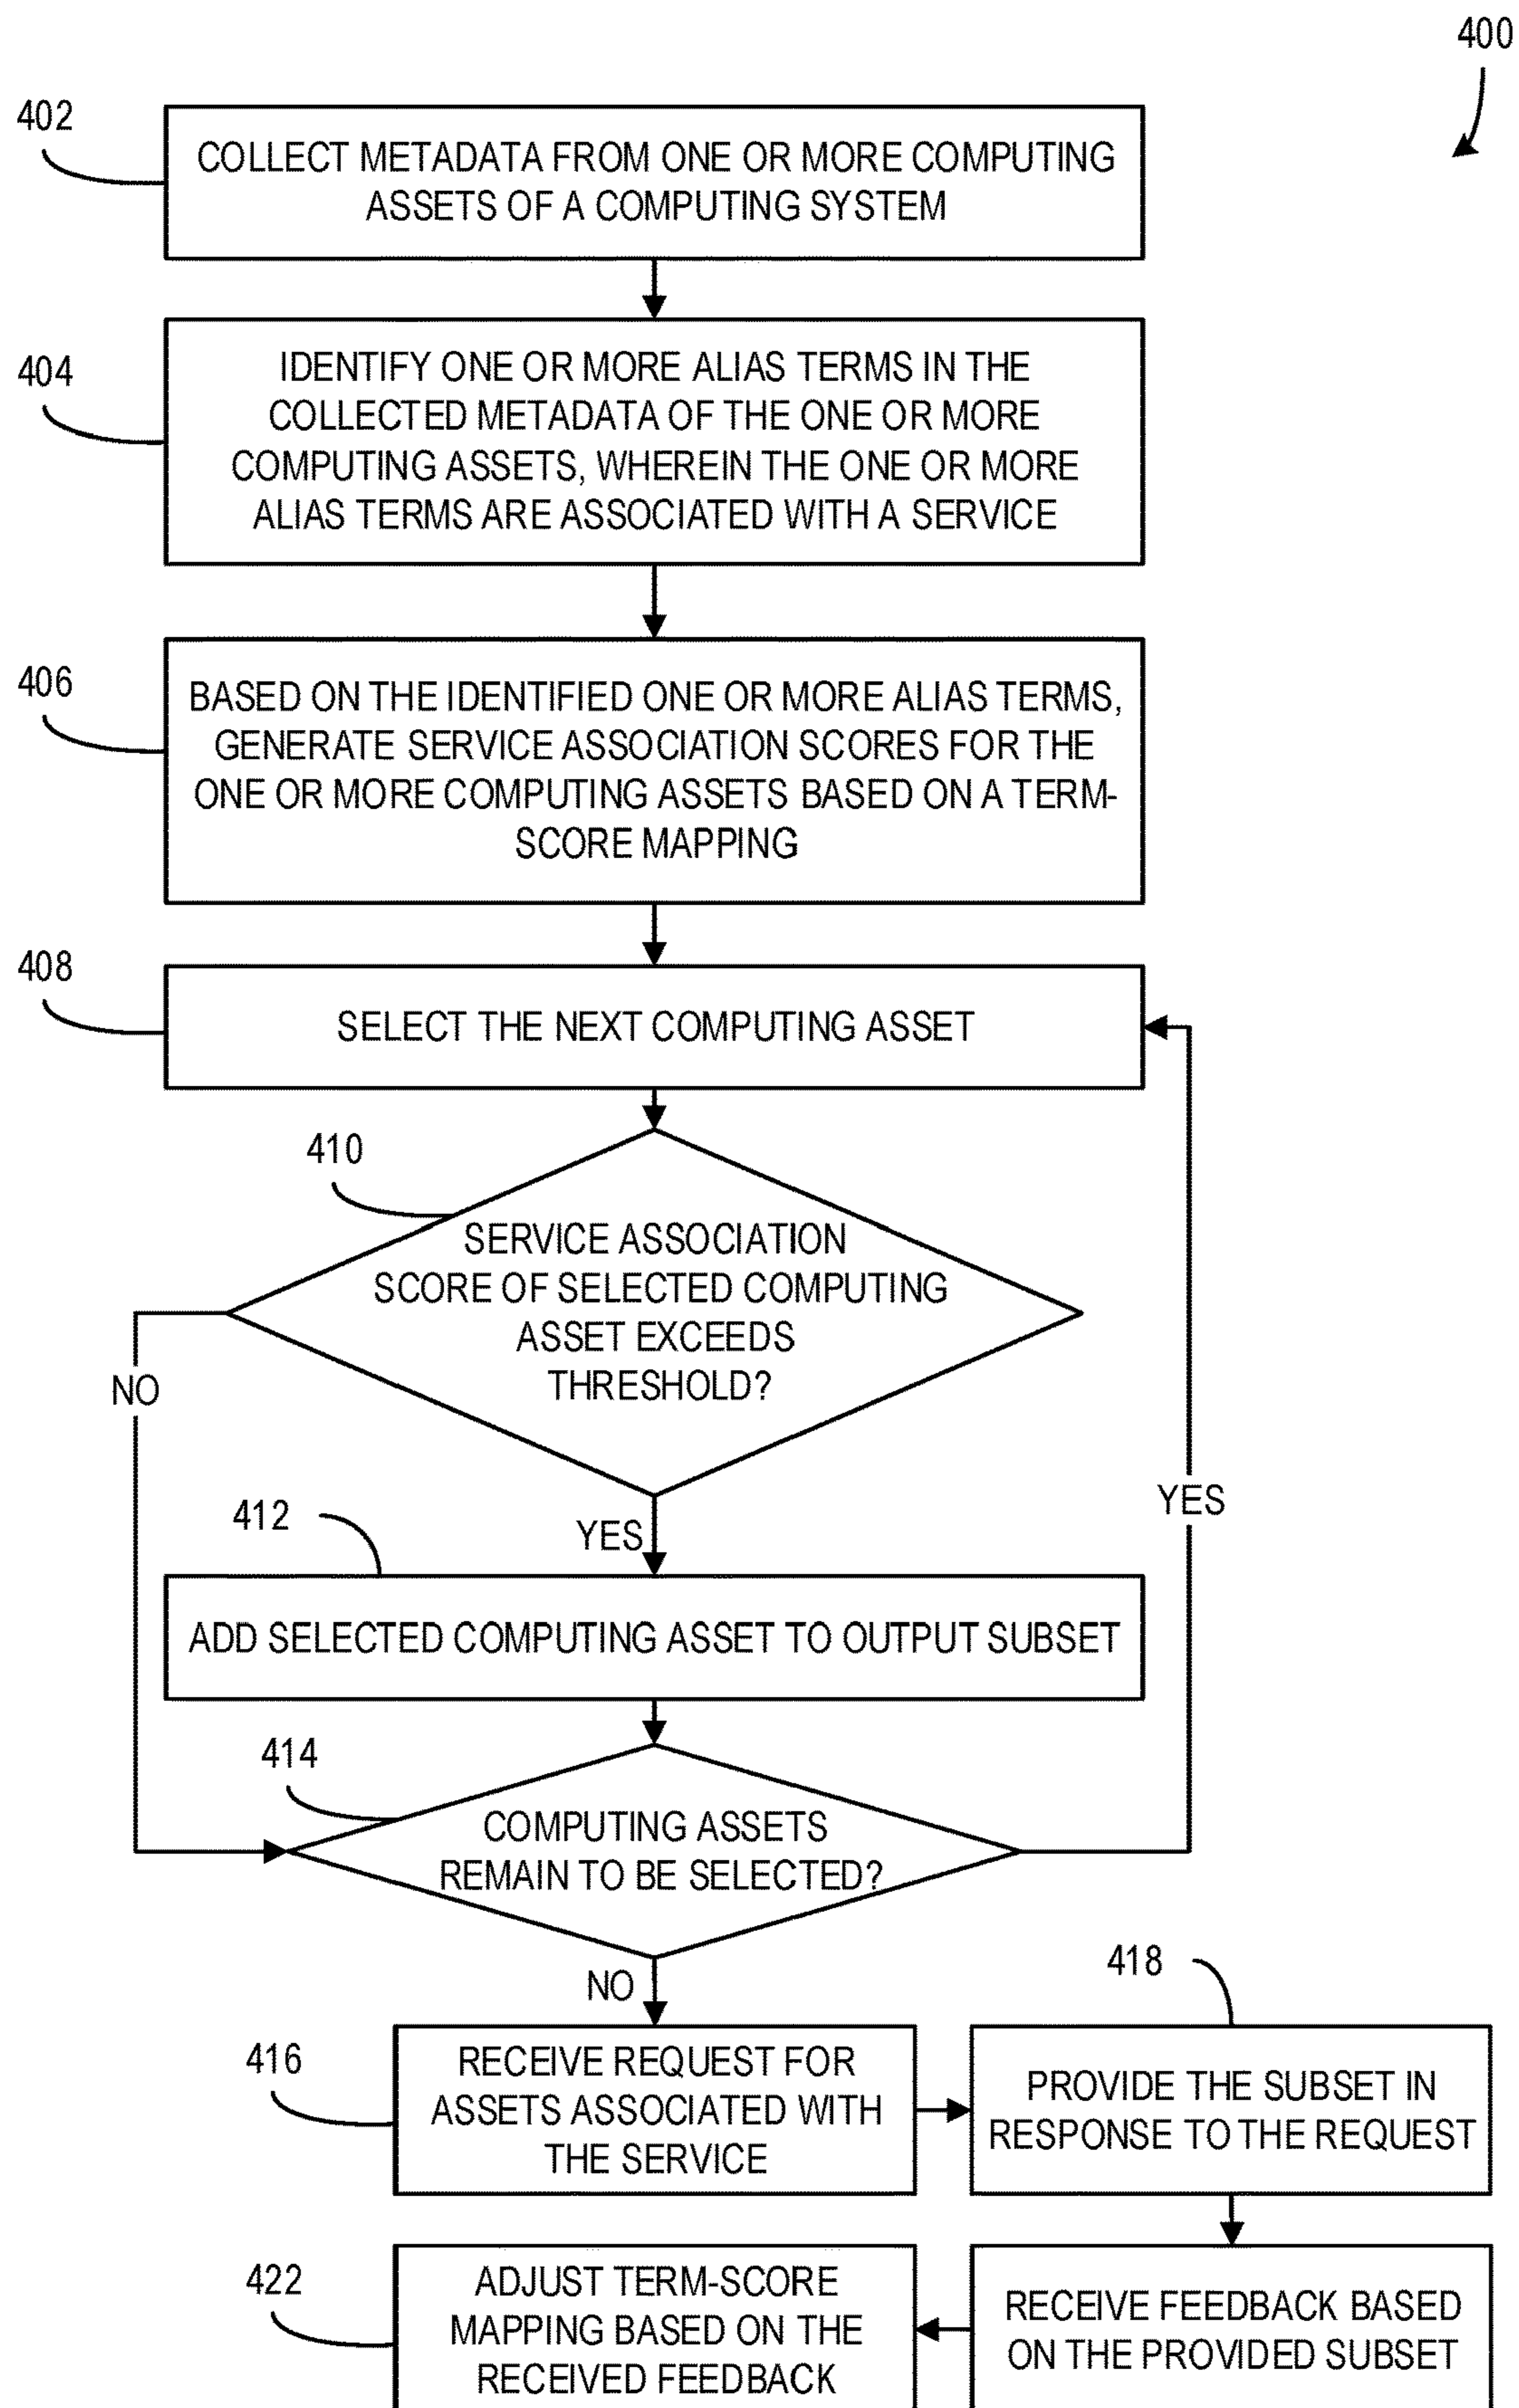 400
402
COLLECT METADATA FROM ONE OR MORE COMPUTING
ASSETS OF A COMPUTING SYSTEM
404
IDENTIFY ONE OR MORE ALIAS TERMS IN THE
COLLECTED METADATA OF THE ONE OR MORE
COMPUTING ASSETS, WHEREIN THE ONE OR MORE
ALIAS TERMS ARE ASSOCIATED WITH A SERVICE
406
BASED ON THE IDENTIFIED ONE OR MORE ALIAS TERMS,
GENERATE SERVICE ASSOCIATION SCORES FOR THE
ONE OR MORE COMPUTING ASSETS BASED ON A TERM-
SCORE MAPPING
408
SELECT THE NEXT COMPUTING ASSET
410
SERVICE ASSOCIATION
SCORE OF SELECTED COMPUTING
ASSET EXCEEDS
THRESHOLD?
NO
YES
412
YES
ADD SELECTED COMPUTING ASSET TO OUTPUT SUBSET
414
COMPUTING ASSETS
REMAIN TO BE SELECTED?
NO
416
RECEIVE REQUEST FOR
ASSETS ASSOCIATED WITH
THE SERVICE
418
PROVIDE THE SUBSET IN
RESPONSE TO THE REQUEST
422
ADJUST TERM-SCORE
MAPPING BASED ON THE
RECEIVED FEEDBACK
RECEIVE FEEDBACK BASED
ON THE PROVIDED SUBSET